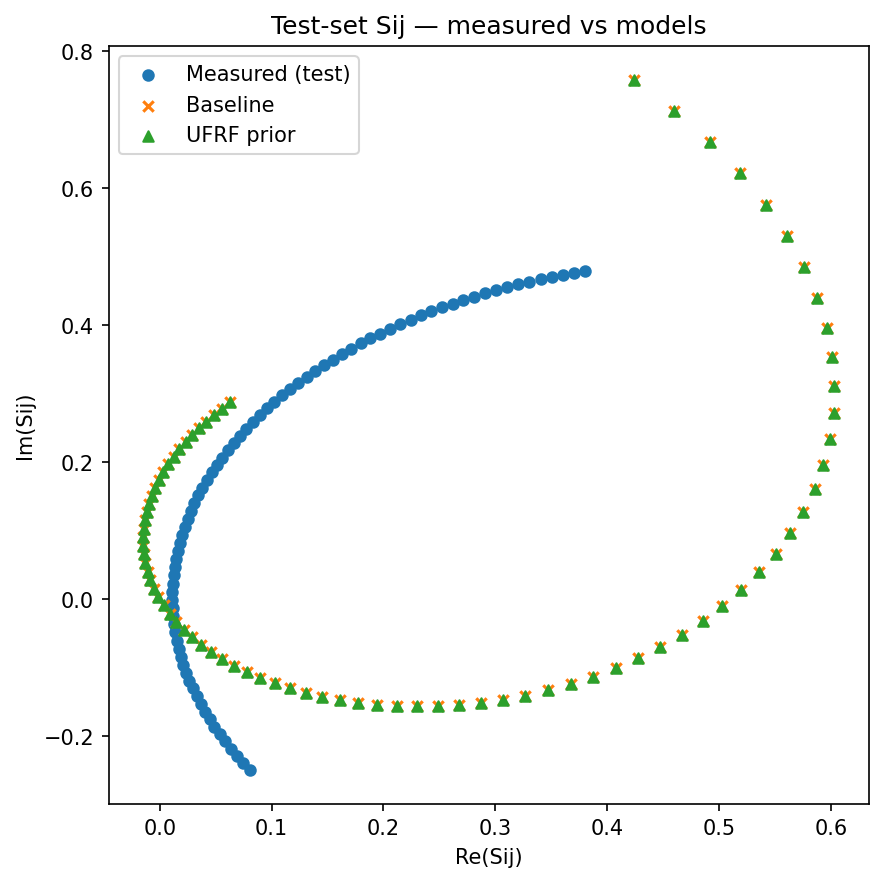 Test-set Sij — measured vs models
Measured (test)
Baseline
UFRF prior
Im(Sij)
0.8
0.6
0.4
0.2
0.0
−0.2
0.0 0.1 0.2 0.3 0.4 0.5 0.6
Re(Sij)